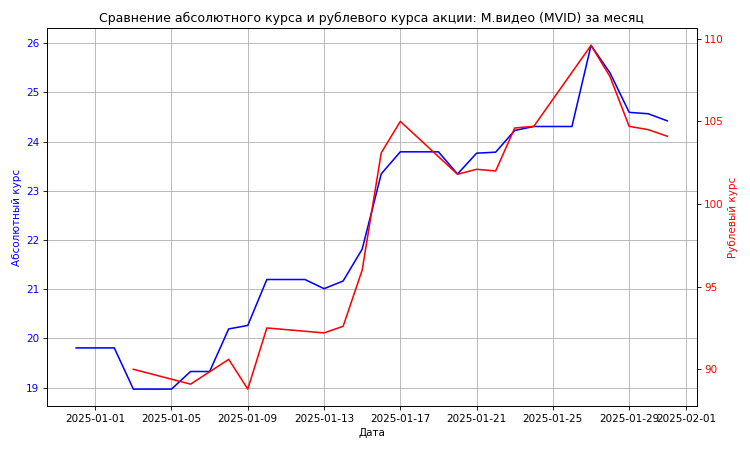 Сравнение абсолютного курса и рублевого курса акции: М.видео (MVID) за месяц
Абсолютный курс
26
25
24
23
22
21
20
19
110
105
100
95
90
Рублевый курс
2025-01-01 2025-01-05 2025-01-09 2025-01-13 2025-01-17 2025-01-21 2025-01-25 2025-01-29 2025-02-01
Дата